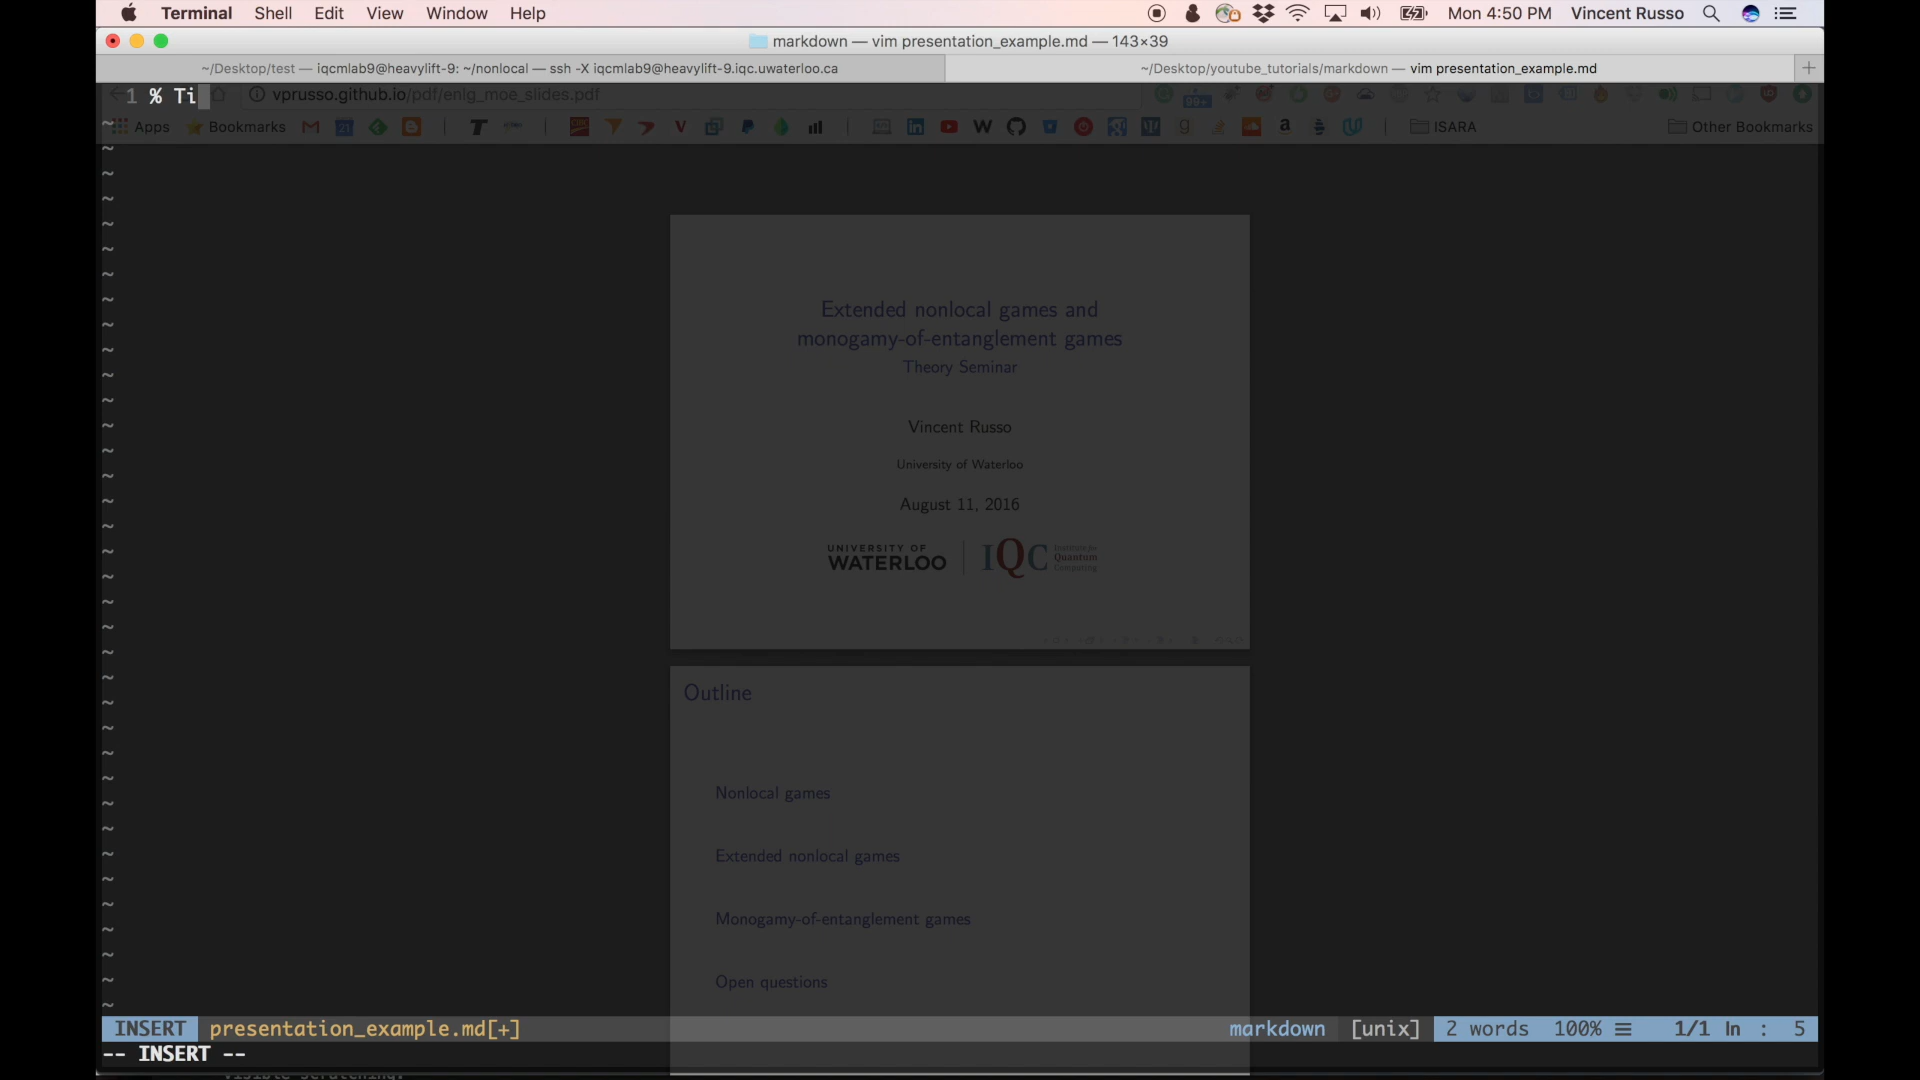 Terminal Shell Edit View Window Help Mon 4:50 PM Vincent Russo
markdown — vim presentation_example.md — 143×39
~/Desktop/test — iqcmlab9@heavylift-9: ~/nonlocal — ssh -X iqcmlab9@heavylift-9.iqc.uwaterloo.ca ~/Desktop/youtube_tutorials/markdown — vim presentation_example.md
1 % Ti
vprusso.github.io/pdf/enlg_moe_slides.pdf 99+
Apps Bookmarks ISARA Other Bookmarks
Extended nonlocal games and
monogamy-of-entanglement games
Theory Seminar
Vincent Russo
University of Waterloo
August 11, 2016
UNIVERSITY OF
WATERLOO
IQC Institute for
Quantum
Computing
Outline
Nonlocal games
Extended nonlocal games
Monogamy-of-entanglement games
Open questions
INSERT presentation_example.md[+] markdown [unix] 2 words 100% 1/1 ln : 5
-- INSERT --